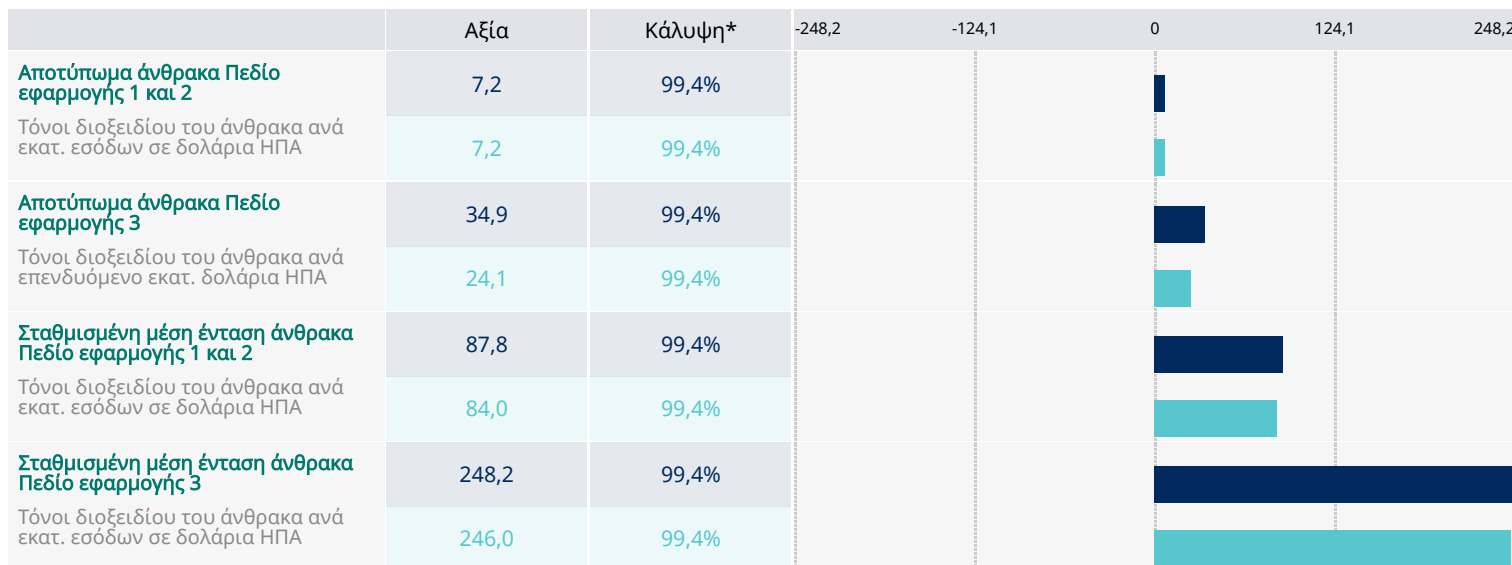 Αξία Κάλυψη* -248,2 -124,1 0 124,1 248,2
Αποτύπωμα άνθρακα Πεδίο
εφαρμογής 1 και 2
7,2 99,4%
Τόνοι διοξειδίου του άνθρακα ανά
εκατ. εσόδων σε δολάρια ΗΠΑ
7,2 99,4%
Αποτύπωμα άνθρακα Πεδίο
εφαρμογής 3
34,9 99,4%
Τόνοι διοξειδίου του άνθρακα ανά
επενδυόμενο εκατ. δολάρια ΗΠΑ
24,1 99,4%
Σταθμισμένη μέση ένταση άνθρακα
Πεδίο εφαρμογής 1 και 2
87,8 99,4%
Τόνοι διοξειδίου του άνθρακα ανά
εκατ. εσόδων σε δολάρια ΗΠΑ
84,0 99,4%
Σταθμισμένη μέση ένταση άνθρακα
Πεδίο εφαρμογής 3
248,2 99,4%
Τόνοι διοξειδίου του άνθρακα ανά
εκατ. εσόδων σε δολάρια ΗΠΑ
246,0 99,4%